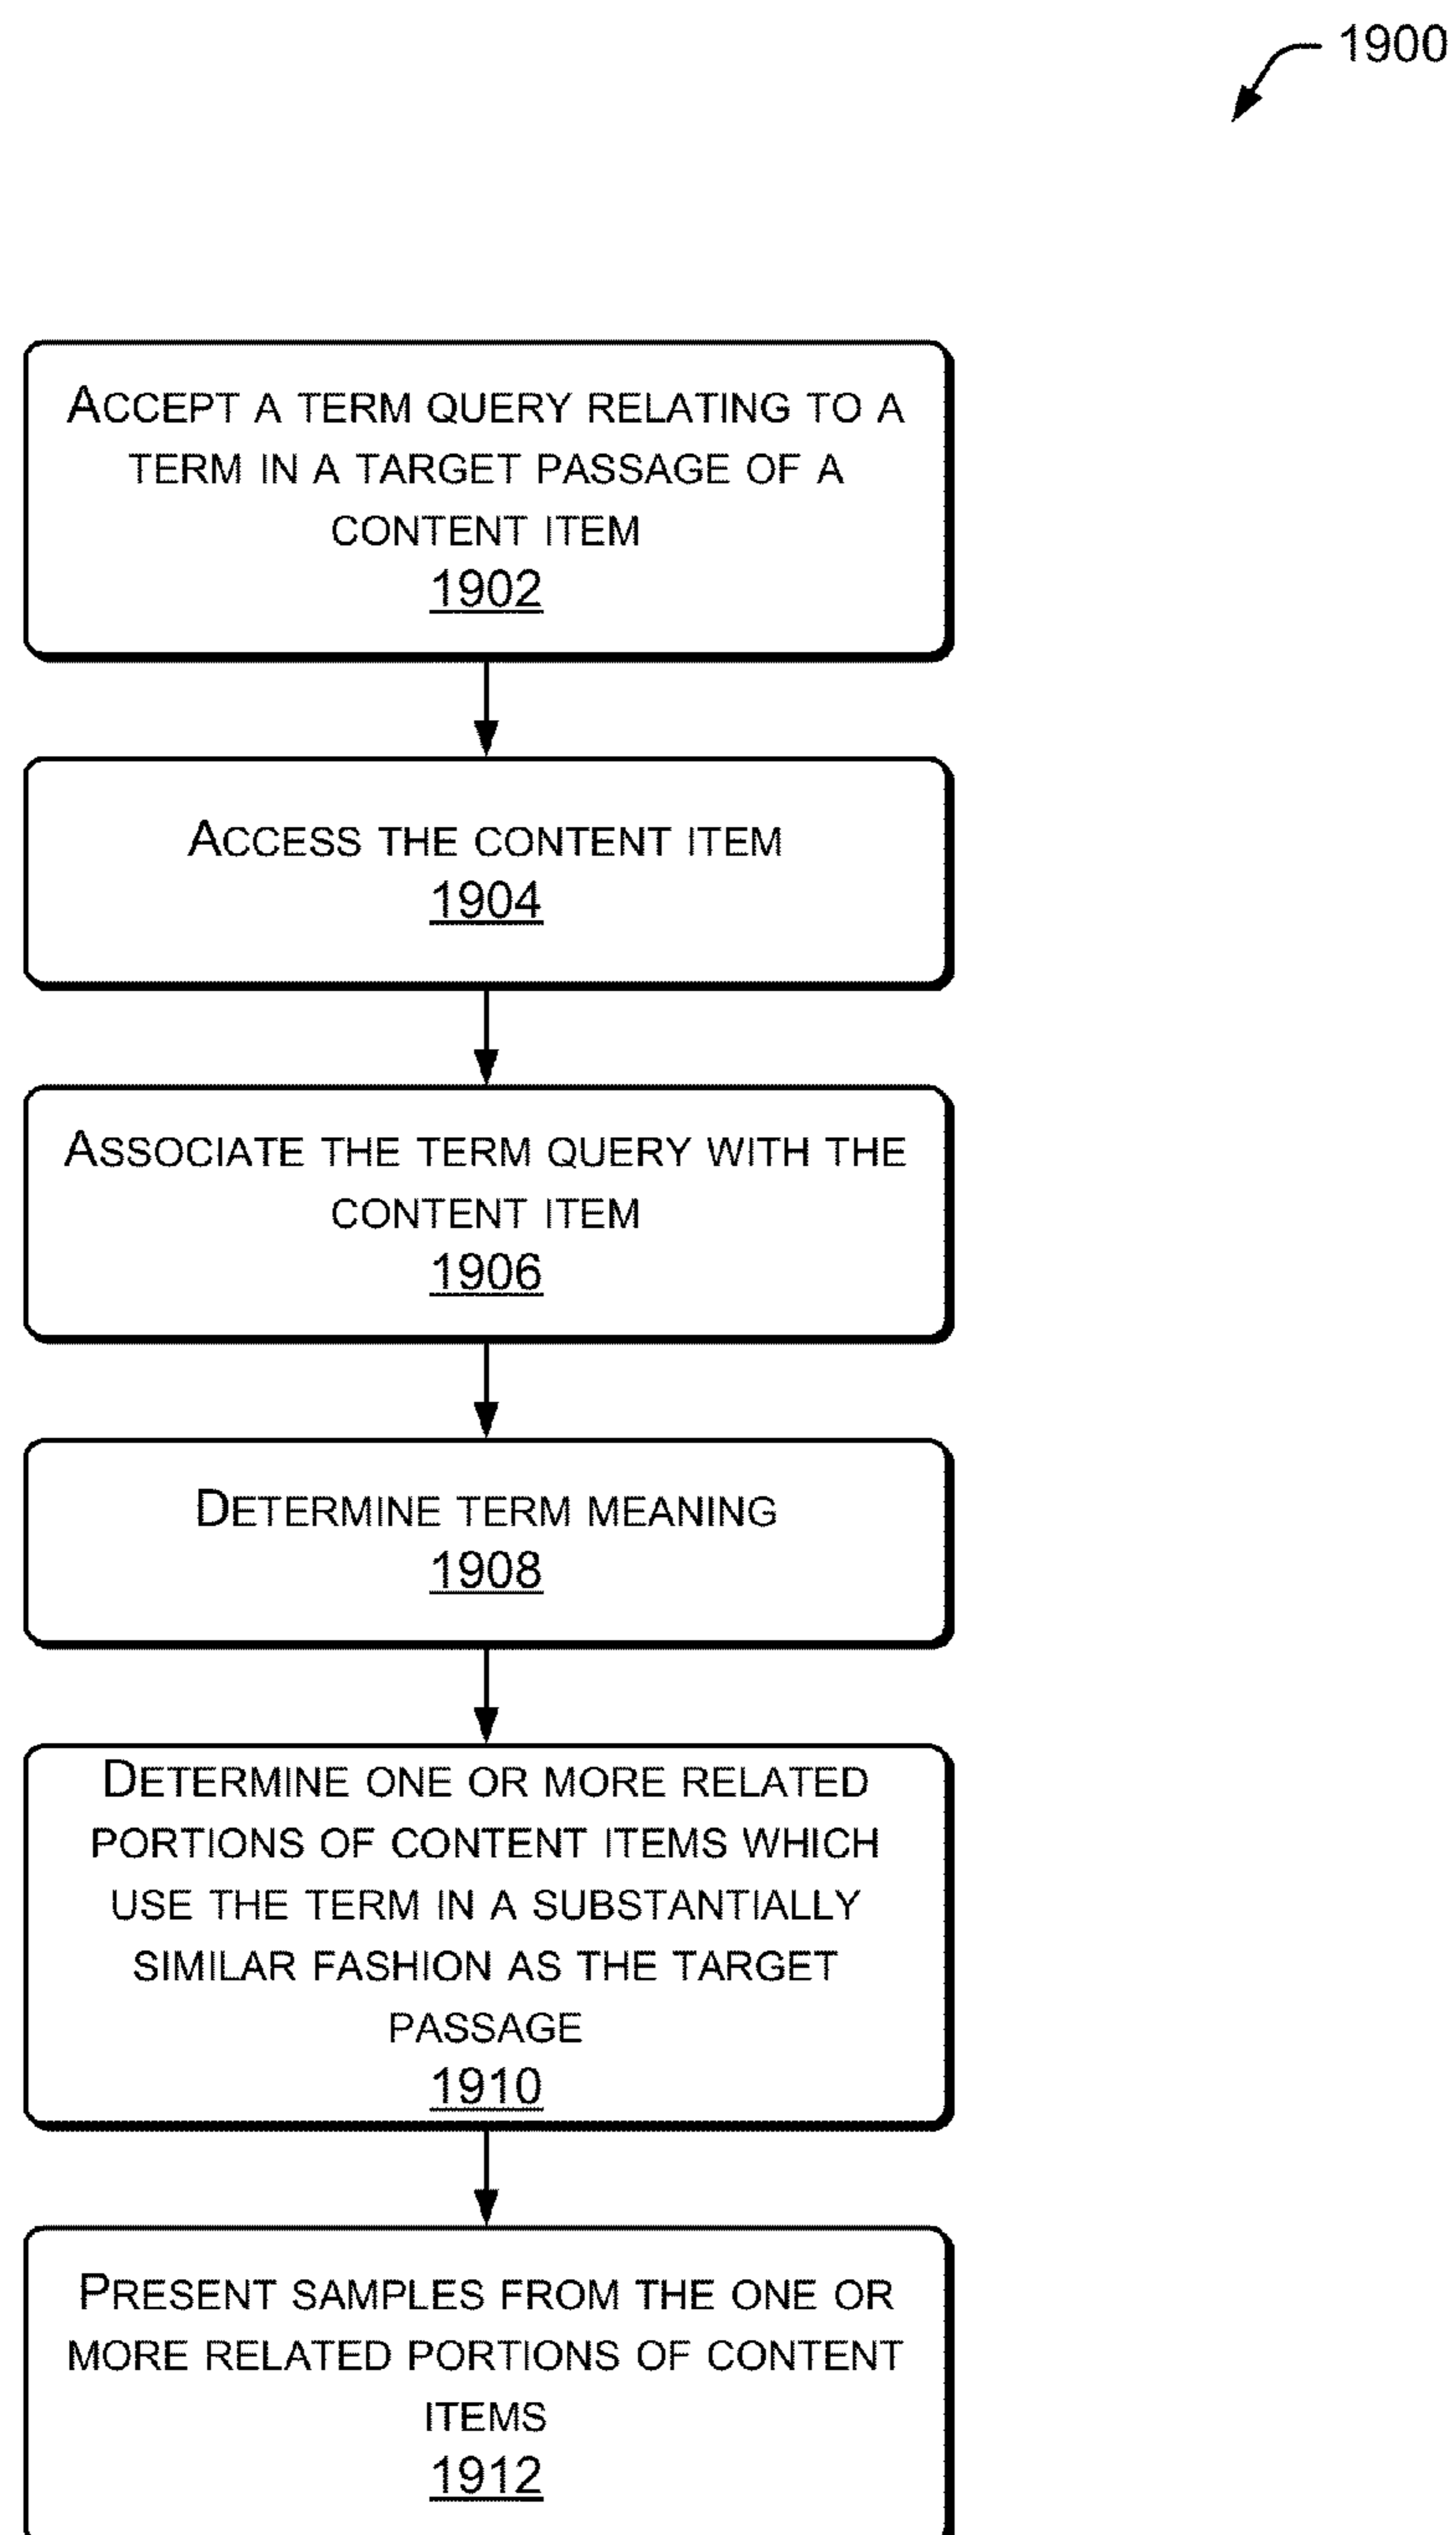 1900
ACCEPT A TERM QUERY RELATING TO A
TERM IN A TARGET PASSAGE OF A
CONTENT ITEM
1902
ACCESS THE CONTENT ITEM
1904
ASSOCIATE THE TERM QUERY WITH THE
CONTENT ITEM
1906
DETERMINE TERM MEANING
1908
DETERMINE ONE OR MORE RELATED
PORTIONS OF CONTENT ITEMS WHICH
USE THE TERM IN A SUBSTANTIALLY
SIMILAR FASHION AS THE TARGET
PASSAGE
1910
PRESENT SAMPLES FROM THE ONE OR
MORE RELATED PORTIONS OF CONTENT
ITEMS
1912